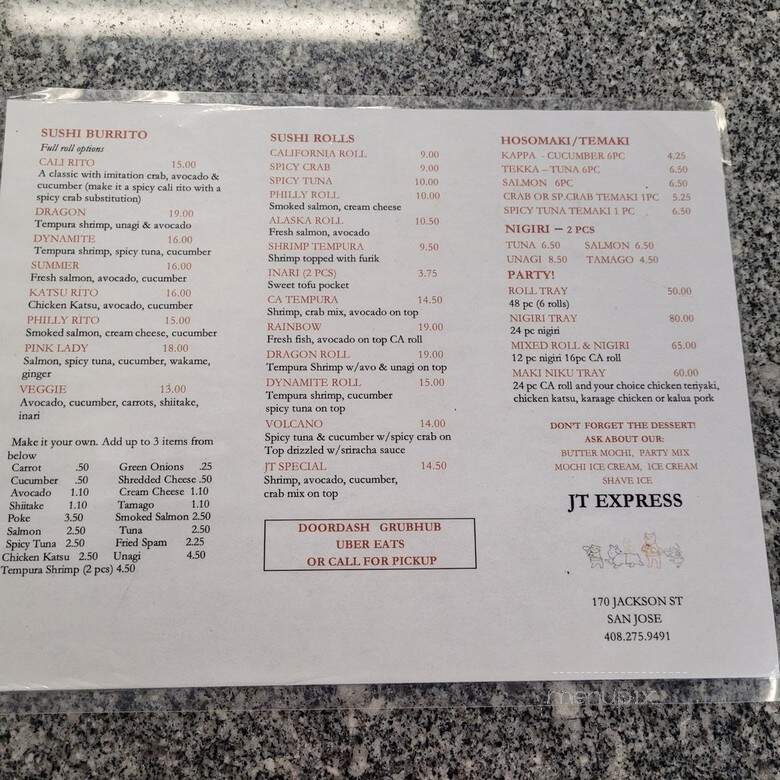 SUSHI BURRITO
Full roll options
CALI RITO 15.00
A classic with imitation crab, avocado &
cucumber (make it a spicy cali rito with a
spicy crab substitution)
DRAGON 19.00
Tempura shrimp, unagi & avocado
DYNAMITE 16.00
Tempura shrimp, spicy tuna, cucumber
SUMMER 16.00
Fresh salmon, avocado, cucumber
KATSU RITO 16.00
Chicken Katsu, avocado, cucumber
PHILLY RITO 15.00
Smoked salmon, cream cheese, cucumber
PINK LADY 18.00
Salmon, spicy tuna, cucumber, wakame,
ginger
VEGGIE 13.00
Avocado, cucumber, carrots, shiitake,
inari
Make it your own. Add up to 3 items from
below
Carrot .50 Green Onions .25
Cucumber .50 Shredded Cheese .50
Avocado 1.10 Cream Cheese 1.10
Shiitake 1.10 Tamago 1.10
Poke 3.50 Smoked Salmon 2.50
Salmon 2.50 Tuna 2.50
Spicy Tuna 2.50 Fried Spam 2.25
Chicken Katsu 2.50 Unagi 4.50
Tempura Shrimp (2 pcs) 4.50
SUSHI ROLLS
CALIFORNIA ROLL 9.00
SPICY CRAB 9.00
SPICY TUNA 10.00
PHILLY ROLL 10.00
Smoked salmon, cream cheese
ALASKA ROLL 10.50
Fresh salmon, avocado
SHRIMP TEMPURA 9.50
Shrimp topped with furik
INARI (2 PCS) 3.75
Sweet tofu pocket
CA TEMPURA 14.50
Shrimp, crab mix, avocado on top
RAINBOW 19.00
Fresh fish, avocado on top CA roll
DRAGON ROLL 19.00
Tempura Shrimp w/avo & unagi on top
DYNAMITE ROLL 15.00
Tempura shrimp, cucumber
spicy tuna on top
VOLCANO 14.00
Spicy tuna & cucumber w/spicy crab on
Top drizzled w/sriracha sauce
JT SPECIAL 14.50
Shrimp, avocado, cucumber,
crab mix on top
DOORDASH GRUBHUB
UBER EATS
OR CALL FOR PICKUP
HOSOMAKI/TEMAKI
KAPPA - CUCUMBER 6PC 4.25
TEKKA – TUNA 6PC 6.50
SALMON 6PC 6.50
CRAB OR SP.CRAB TEMAKI 1PC 5.25
SPICY TUNA TEMAKI 1 PC 6.50
NIGIRI – 2 PCS
TUNA 6.50 SALMON 6.50
UNAGI 8.50 TAMAGO 4.50
PARTY!
ROLL TRAY 50.00
48 pc (6 rolls)
NIGIRI TRAY 80.00
24 pc nigiri
MIXED ROLL & NIGIRI 65.00
12 pc nigiri 16pc CA roll
MAKI NIKU TRAY 60.00
24 pc CA roll and your choice chicken teriyaki,
chicken katsu, karaage chicken or kalua pork
DON'T FORGET THE DESSERT!
ASK ABOUT OUR:
BUTTER MOCHI, PARTY MIX
MOCHI ICE CREAM, ICE CREAM
SHAVE ICE
JT EXPRESS
170 JACKSON ST
SAN JOSE
408.275.9491
menupix